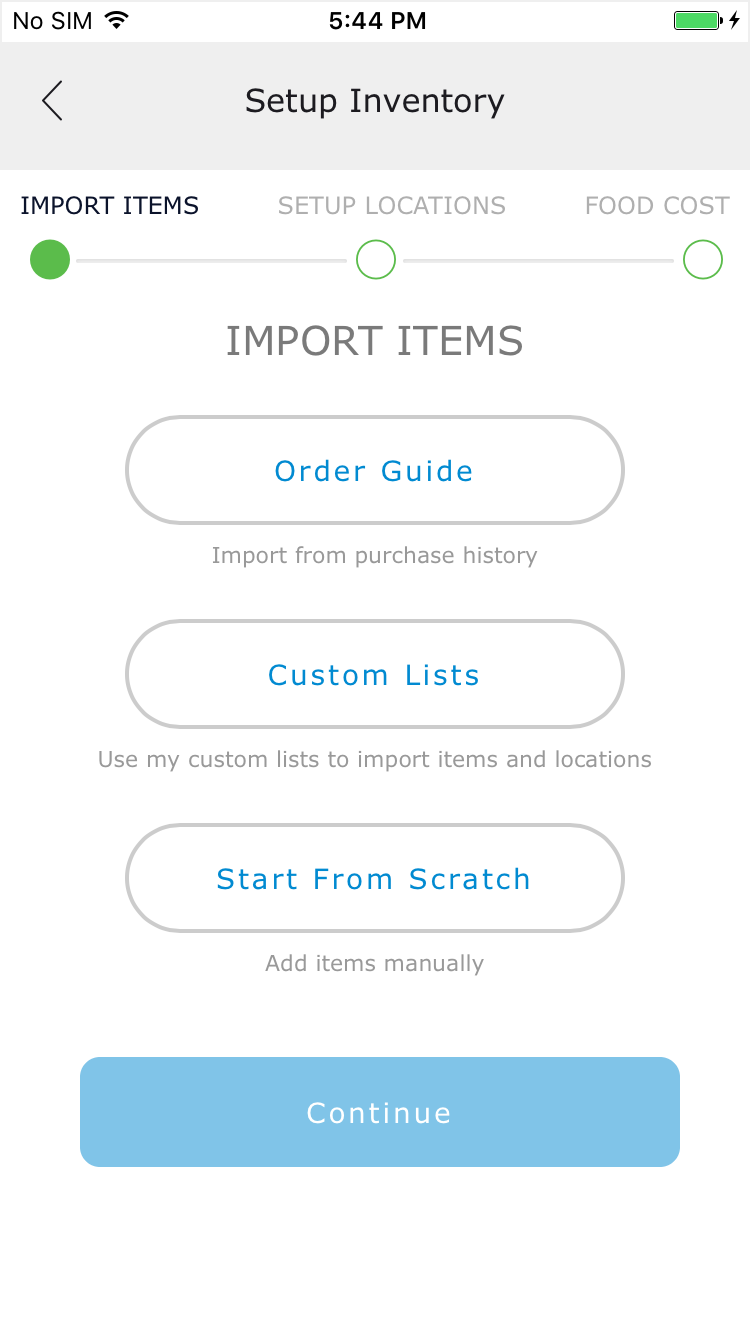 No SIM 5:44 PM
Setup Inventory
IMPORT ITEMS SETUP LOCATIONS FOOD COST
IMPORT ITEMS
Order Guide
Import from purchase history
Custom Lists
Use my custom lists to import items and locations
Start From Scratch
Add items manually
Continue